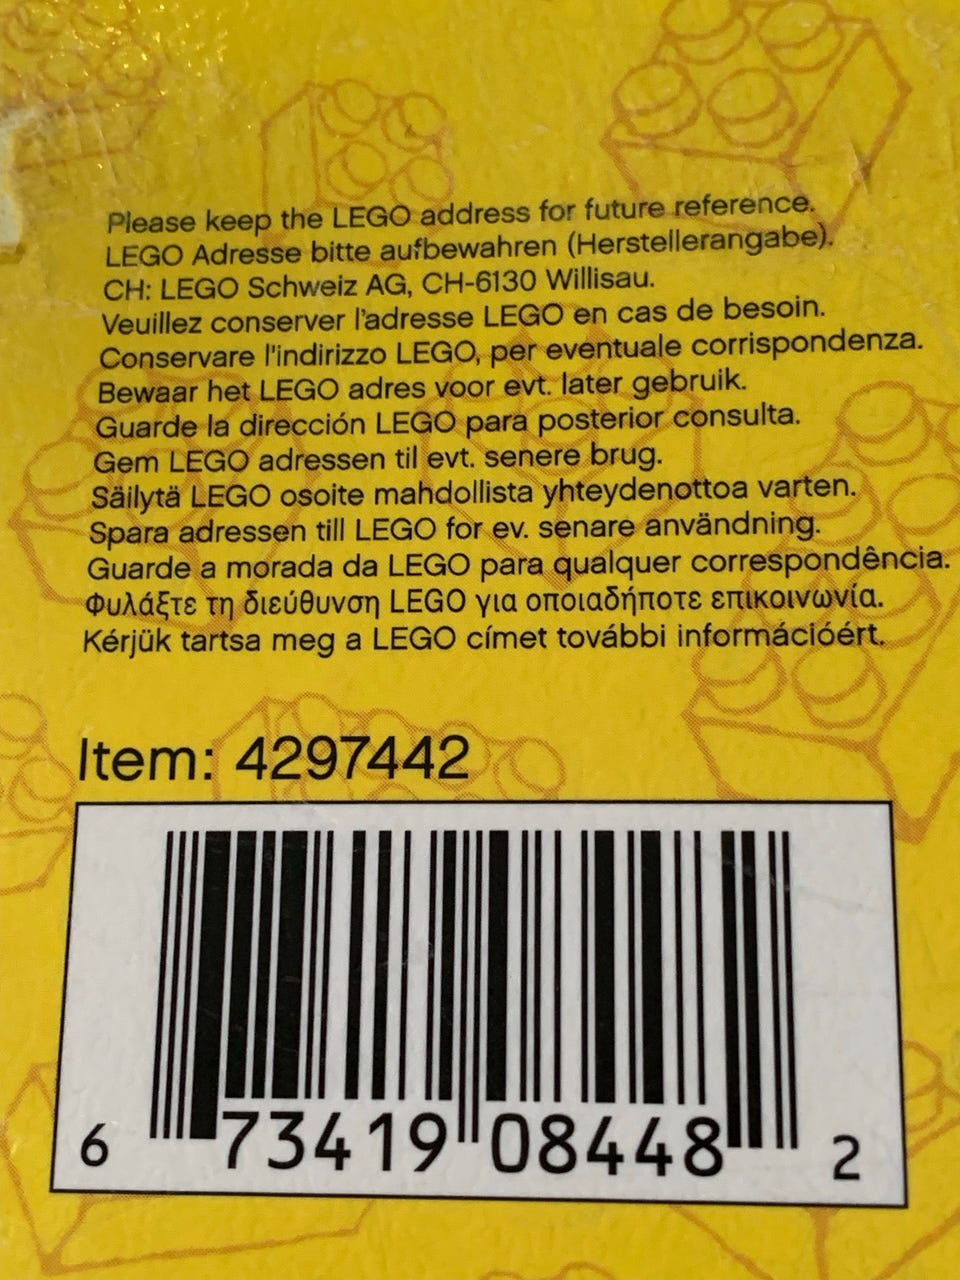 Please keep the LEGO address for future reference.
LEGO Adresse bitte aufbewahren (Herstellerangabe).
CH: LEGO Schweiz AG, CH-6130 Willisau.
Veuillez conserver l'adresse LEGO en cas de besoin.
Conservare l'indirizzo LEGO, per eventuale corrispondenza.
Bewaar het LEGO adres voor evt. later gebruik.
Guarde la dirección LEGO para posterior consulta.
Gem LEGO adressen til evt. senere brug.
Säilytä LEGO osoite mahdollista yhteydenottoa varten.
Spara adressen till LEGO for ev. senare användning.
Guarde a morada da LEGO para qualquer correspondência.
Φυλάξτε τη διεύθυνση LEGO για οποιαδήποτε επικοινωνία.
Kérjük tartsa meg a LEGO címet további információért.
Item: 4297442
6 73419 08448 2